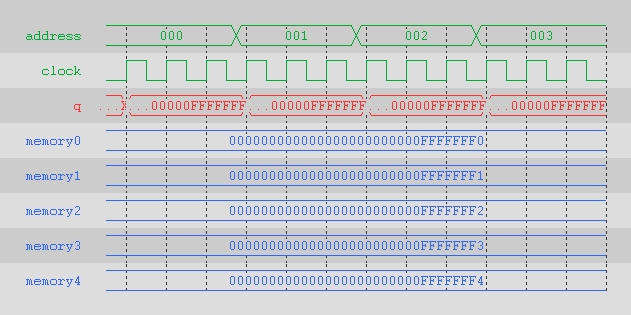 address 000 001 002 003
clock
q ... ...00000FFFFFFF ...00000FFFFFFF ...00000FFFFFFF ...00000FFFFFFF
memory0 000000000000000000000000FFFFFFF0
memory1 000000000000000000000000FFFFFFF1
memory2 000000000000000000000000FFFFFFF2
memory3 000000000000000000000000FFFFFFF3
memory4 000000000000000000000000FFFFFFF4